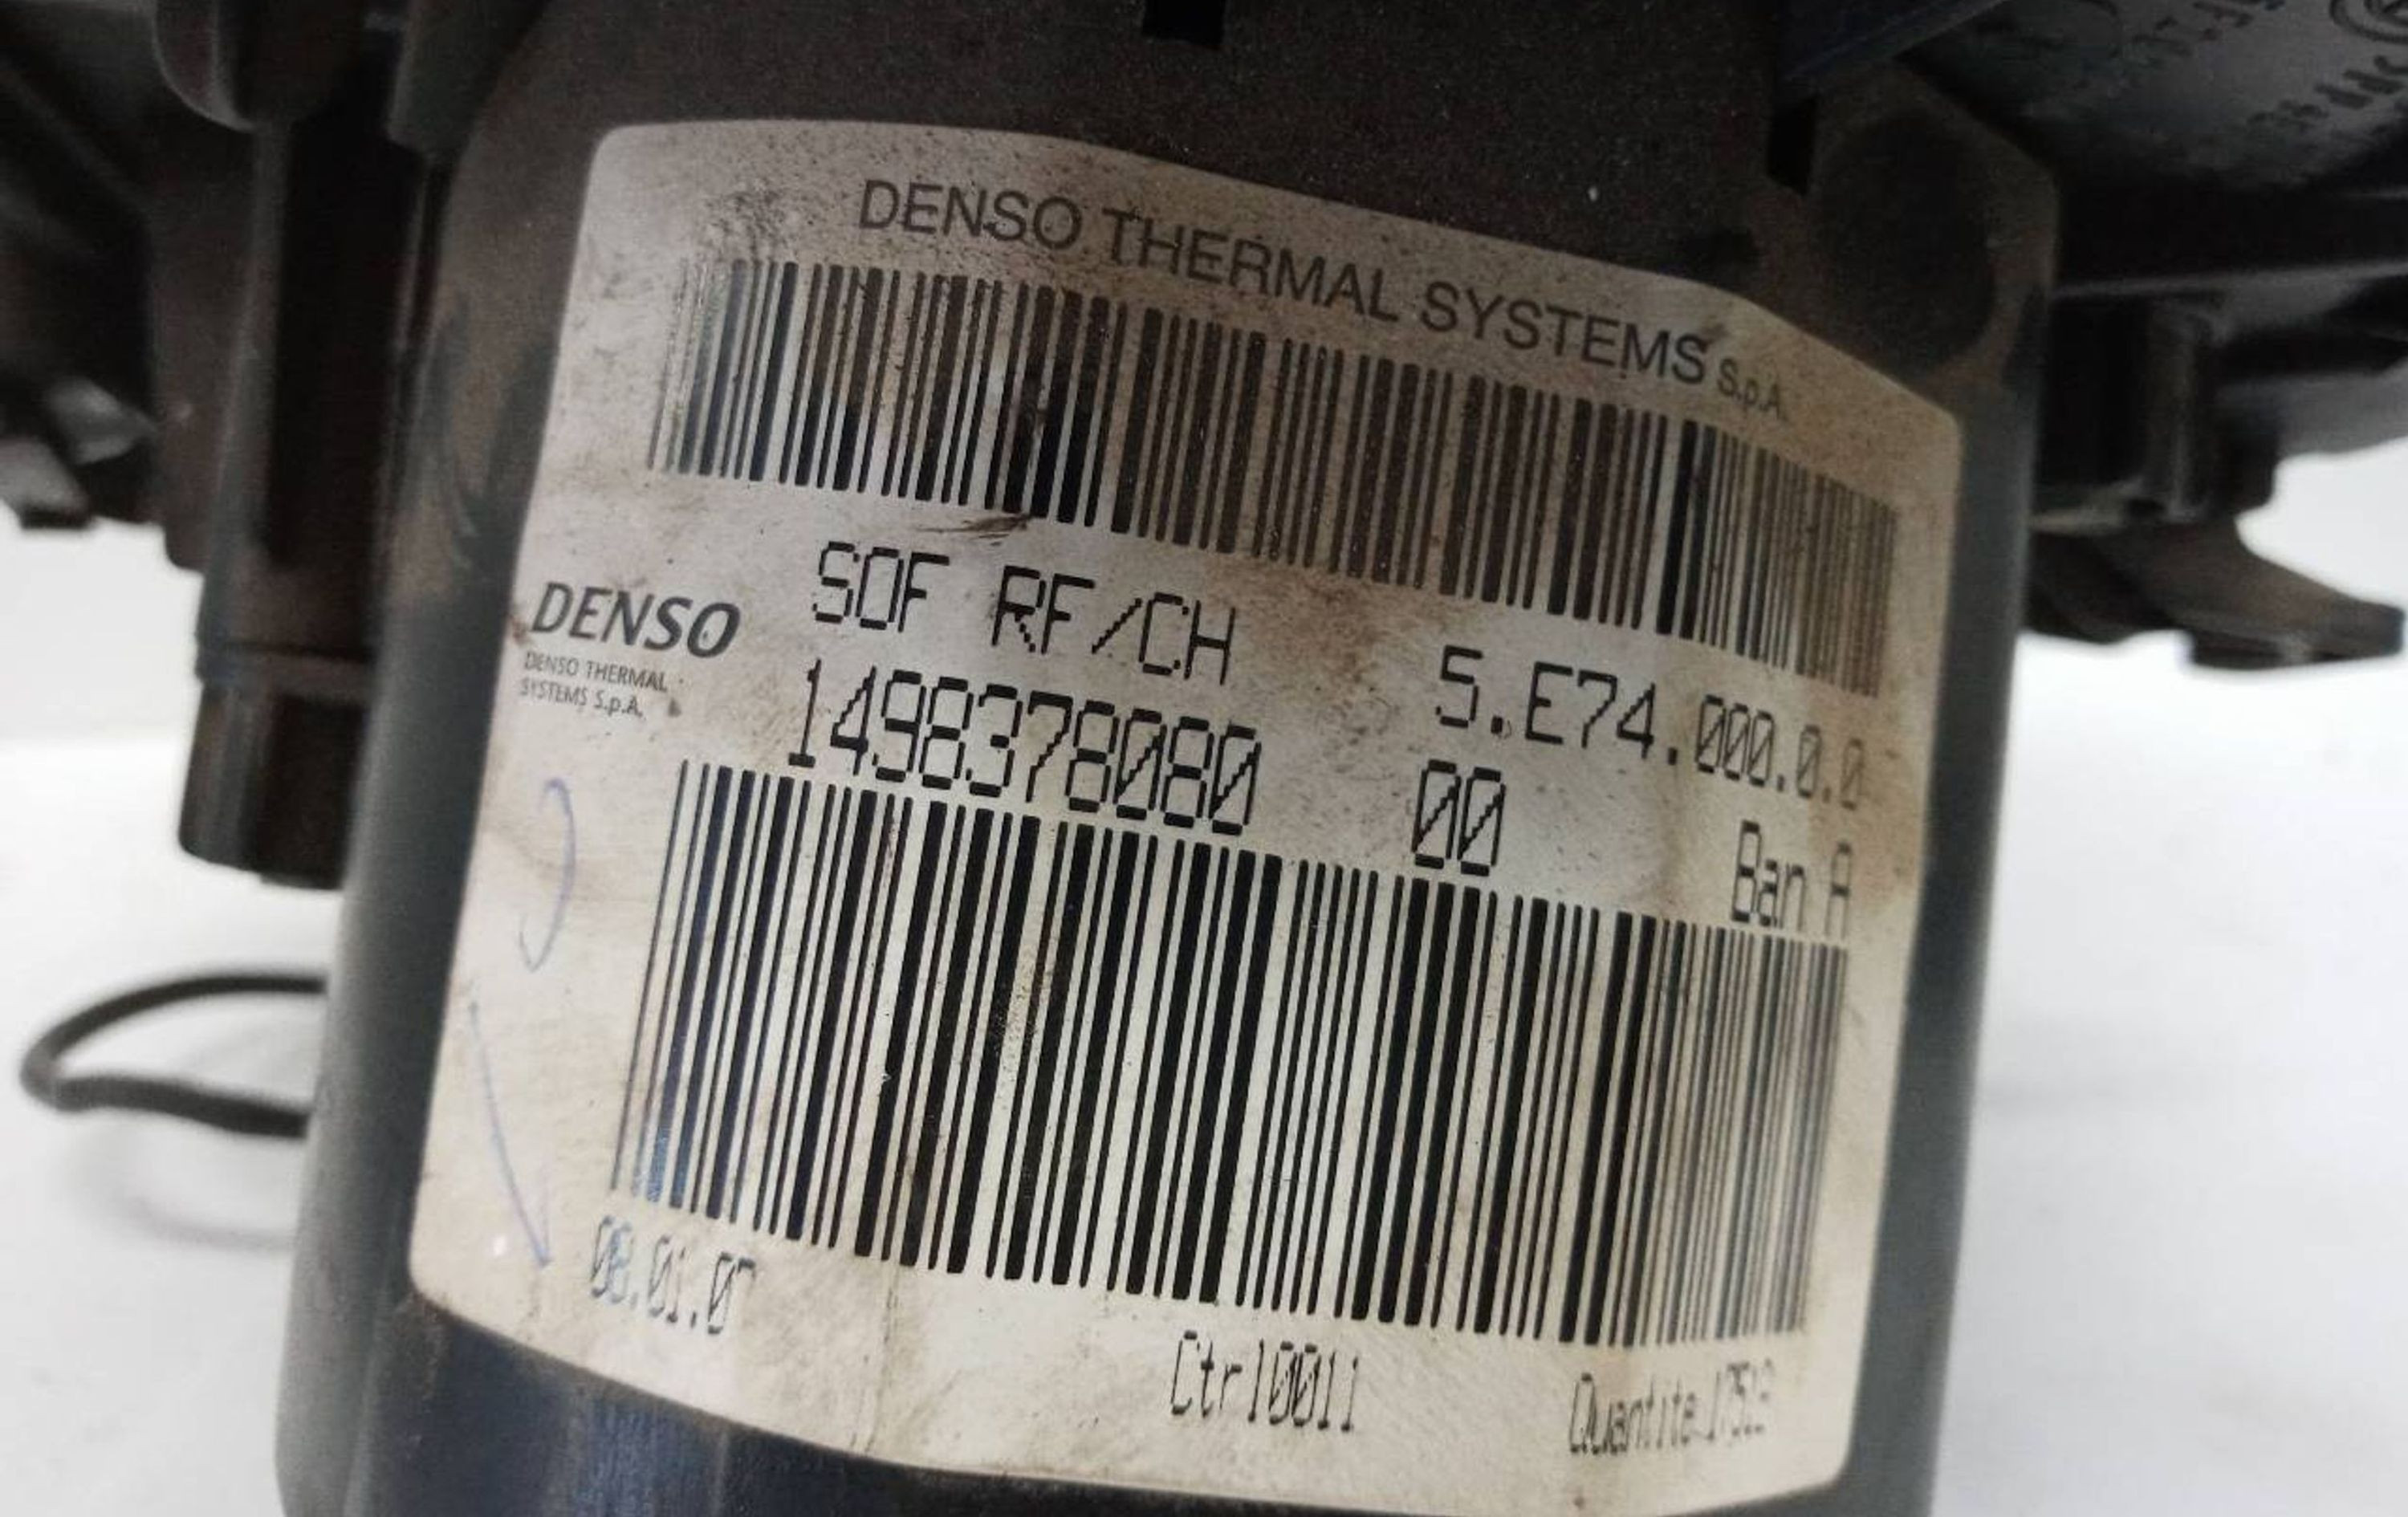 DENSO THERMAL SYSTEMS S.p.A.
SOF RF/CH 5.E74.000.0.0
DENSO
DENSO THERMAL
SYSTEMS S.p.A.
1498378080 00 Ban A
08.01.07
Ctr10011
Quantite